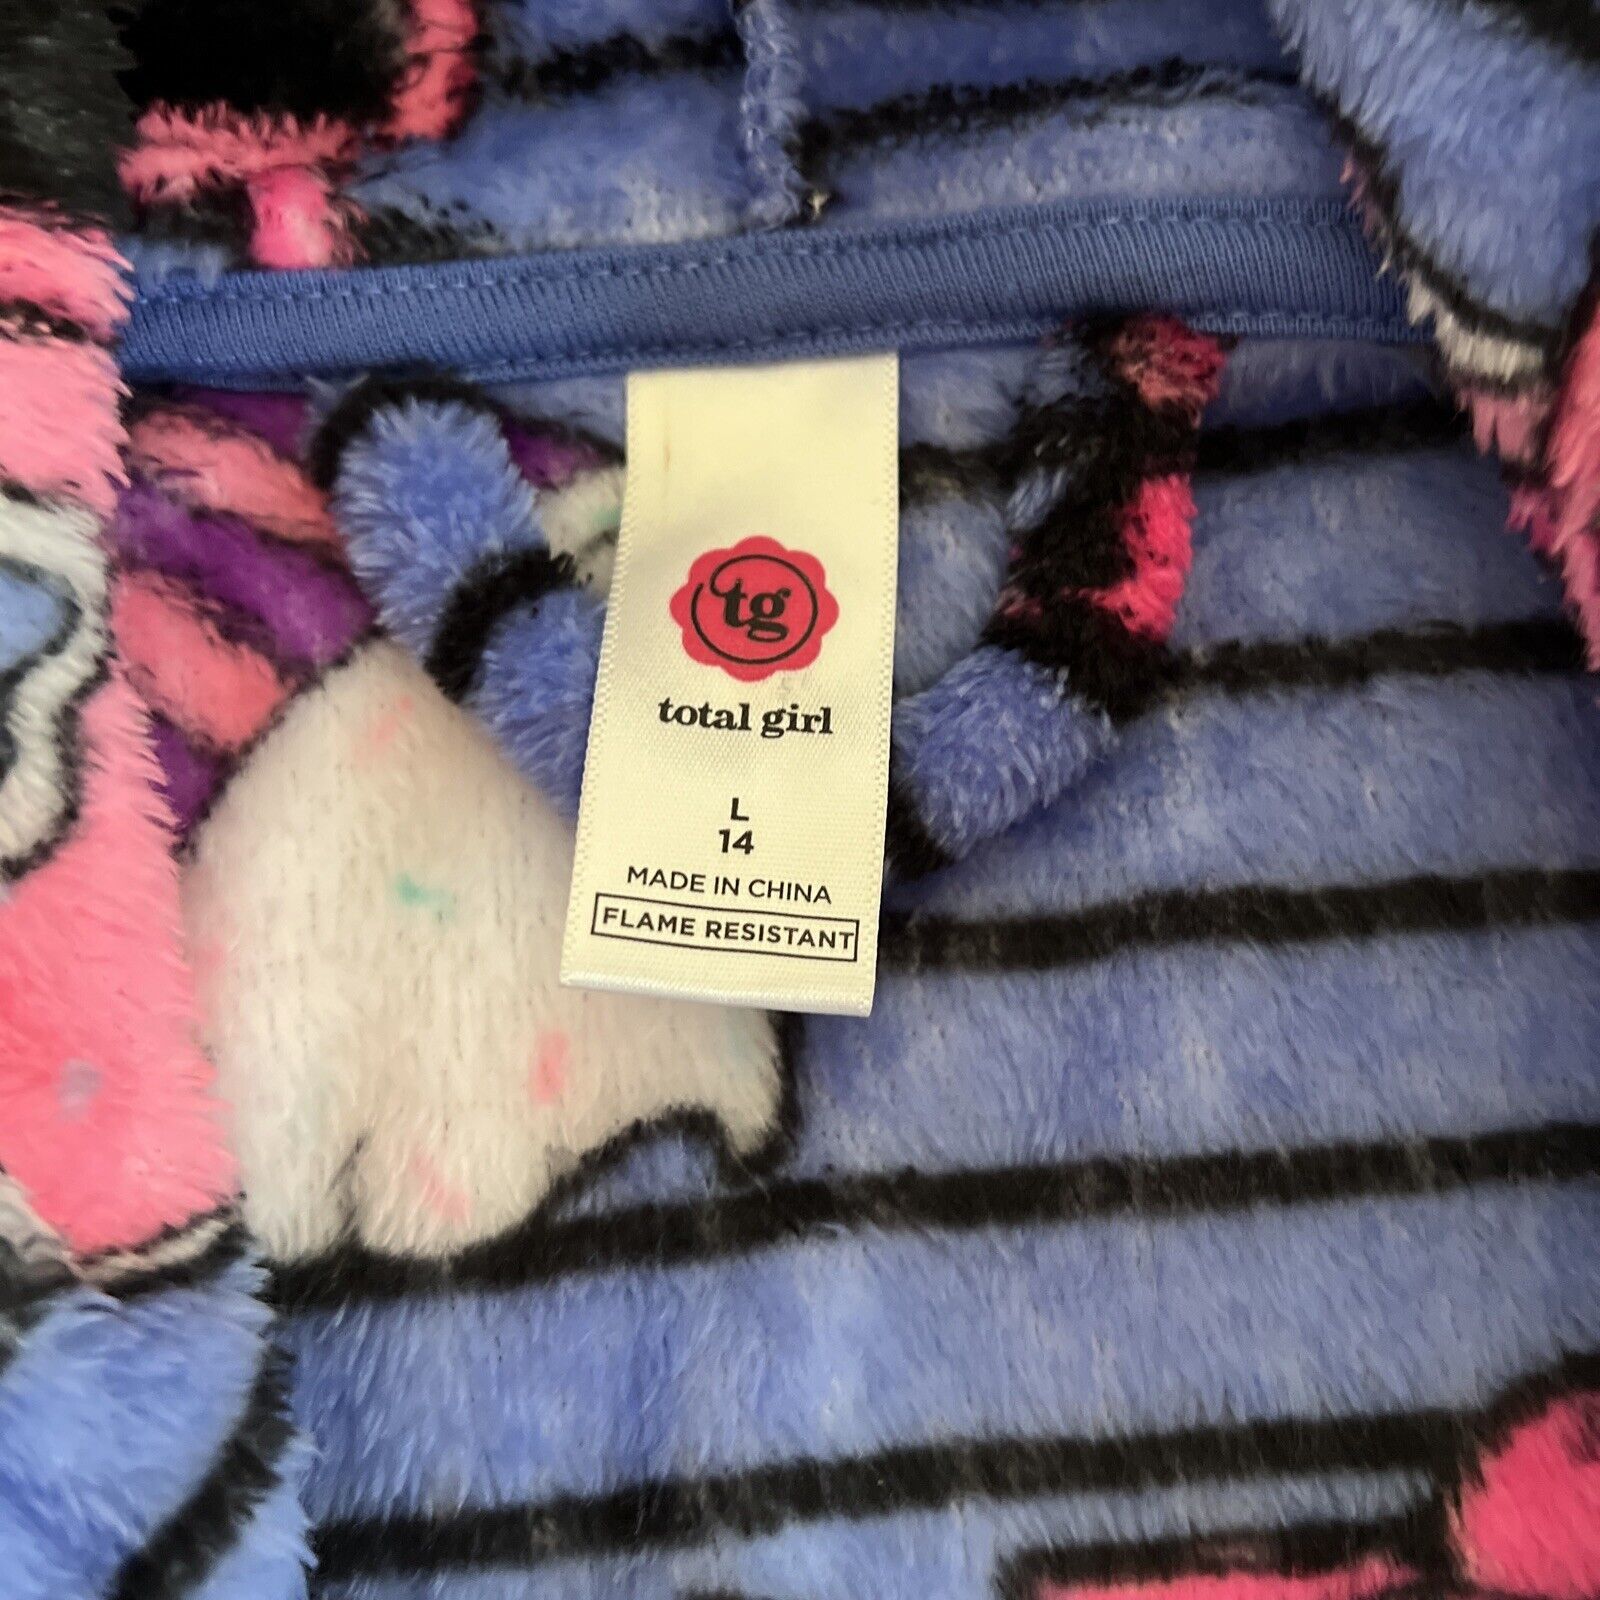 tg
total girl
L
14
MADE IN CHINA
FLAME RESISTANT